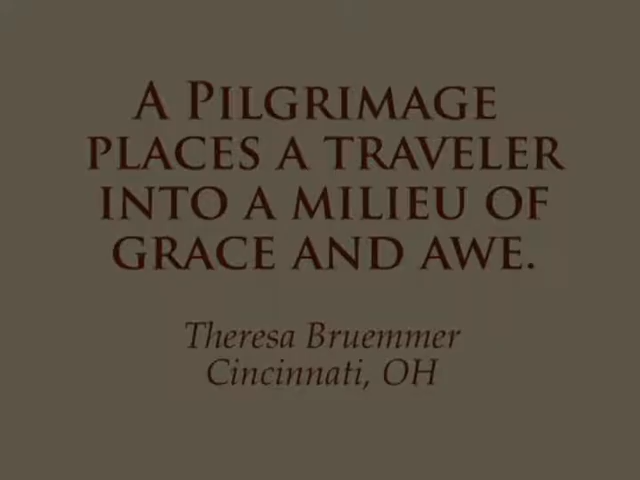 A PILGRIMAGE
PLACES A TRAVELER
INTO A MILIEU OF
GRACE AND AWE.
Theresa Bruemmer
Cincinnati, OH